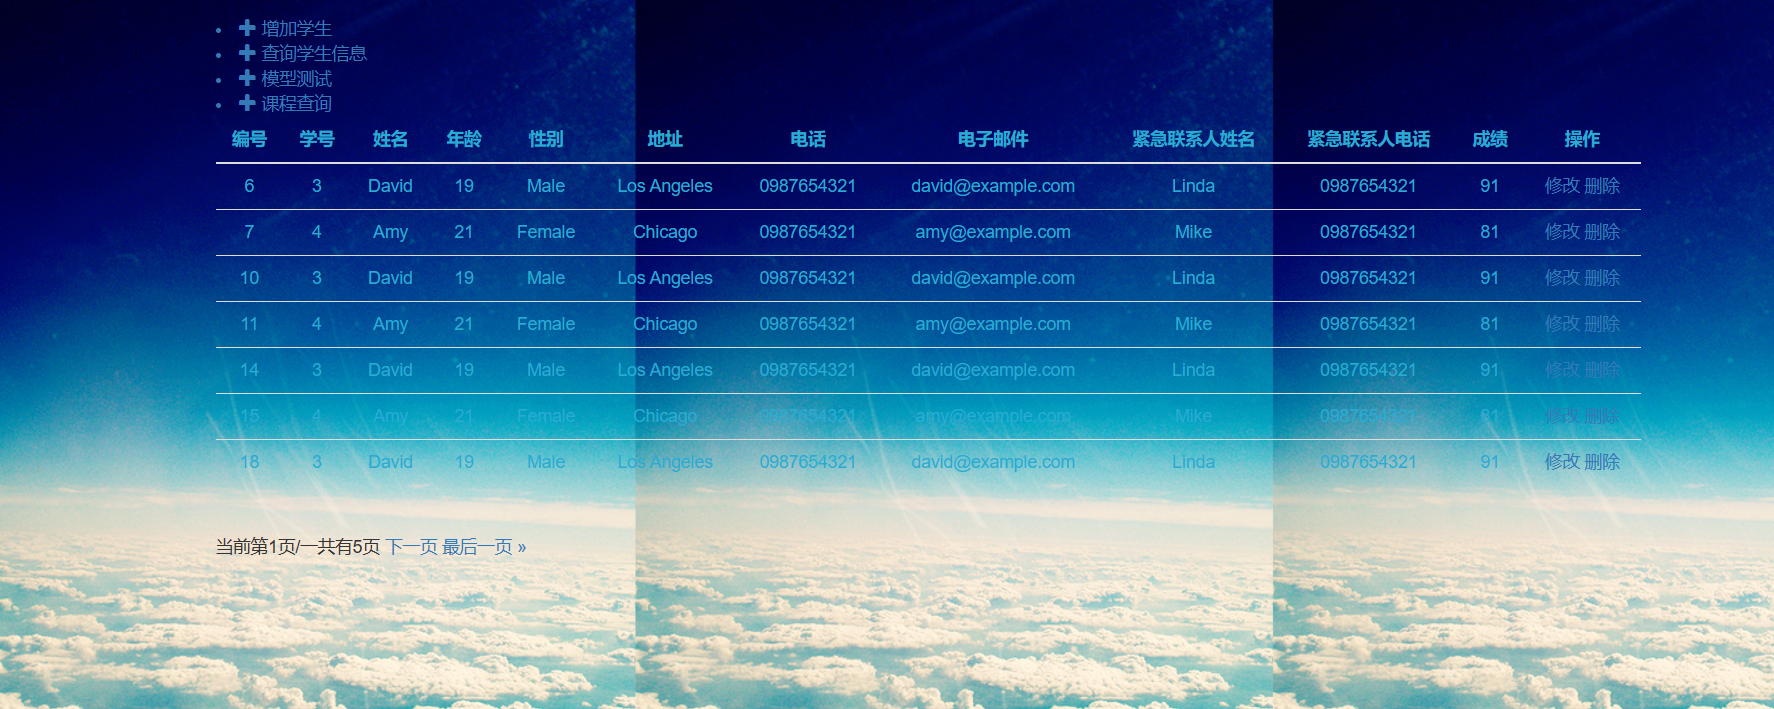 增加学生
查询学生信息
模型测试
课程查询
编号 学号 姓名 年龄 性别 地址 电话 电子邮件 紧急联系人姓名 紧急联系人电话 成绩 操作
6 3 David 19 Male Los Angeles 0987654321 david@example.com Linda 0987654321 91 修改 删除
7 4 Amy 21 Female Chicago 0987654321 amy@example.com Mike 0987654321 81 修改 删除
10 3 David 19 Male Los Angeles 0987654321 david@example.com Linda 0987654321 91 修改 删除
11 4 Amy 21 Female Chicago 0987654321 amy@example.com Mike 0987654321 81 修改 删除
14 3 David 19 Male Los Angeles 0987654321 david@example.com Linda 0987654321 91 修改 删除
15 4 Amy 21 Female Chicago 0987654321 amy@example.com Mike 0987654321 81 修改 删除
18 3 David 19 Male Los Angeles 0987654321 david@example.com Linda 0987654321 91 修改 删除
当前第1页/一共有5页 下一页 最后一页 »